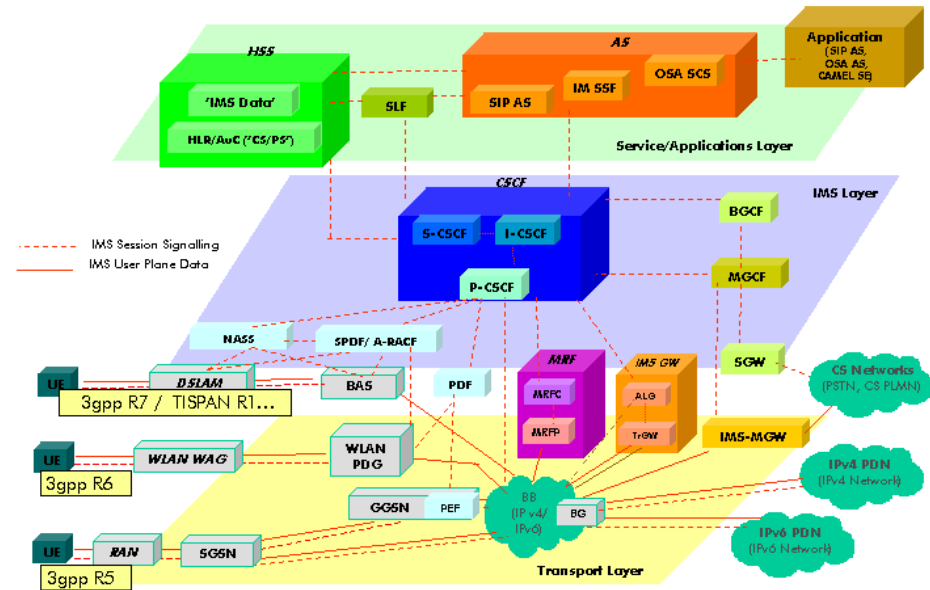 HSS
AS
Application
(SIP AS,
OSA AS,
CAMEL SE)
'IMS Data'
HLR/AuC ('CS/PS')
SLF
SIP AS
IM SSF
OSA SCS
Service/Applications Layer
CSCF
IMS Layer
S-CSCF
I-CSCF
P-CSCF
BGCF
MGCF
IMS Session Signalling
IMS User Plane Data
NASS
SPDF/ A-RACF
SGW
UE
DSLAM
BAS
PDF
MRF
MRFC
MRFP
IMS GW
ALG
TrGW
CS Networks
(PSTN, CS PLMN)
3gpp R7 / TISPAN R1...
IMS-MGW
UE
WLAN WAG
WLAN
PDG
3gpp R6
IPv4 PDN
(IPv4 Network)
GGSN
PEF
BB
(IP v4/
IPv6)
BG
IPv6 PDN
(IPv6 Network)
UE
RAN
SGSN
3gpp R5
Transport Layer